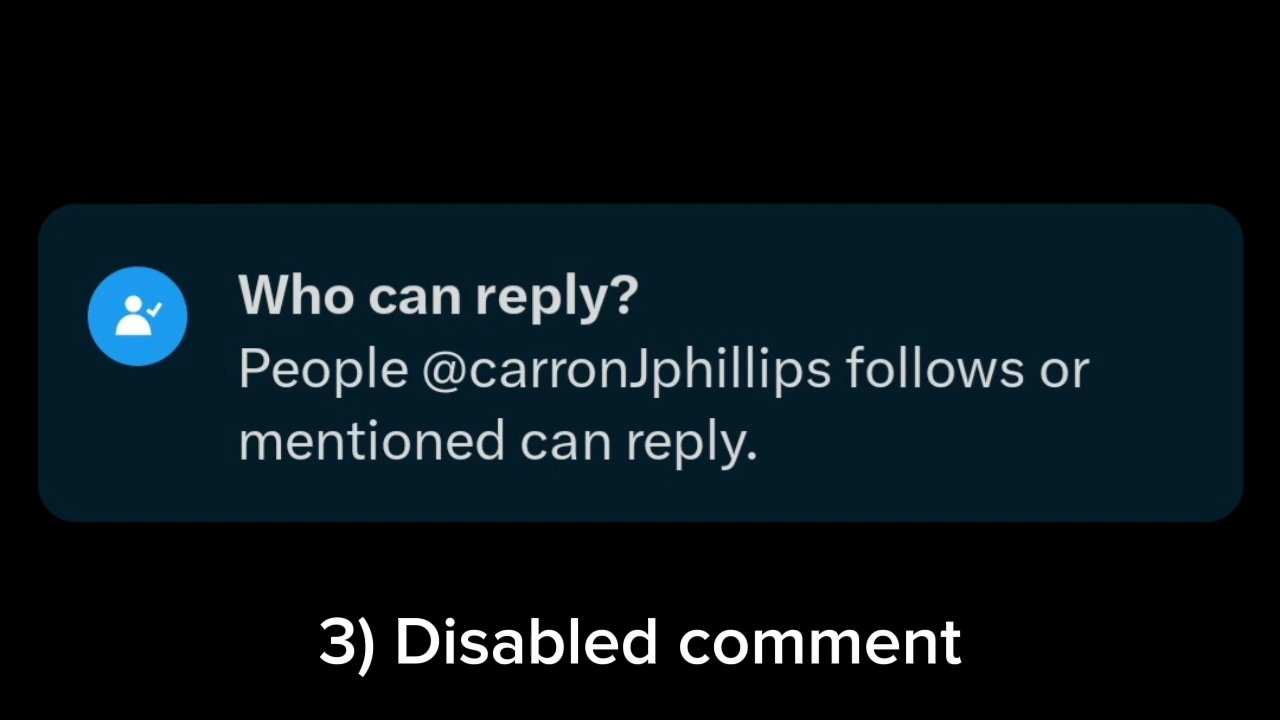 Who can reply?
People @carronJphillips follows or
mentioned can reply.
3) Disabled comment